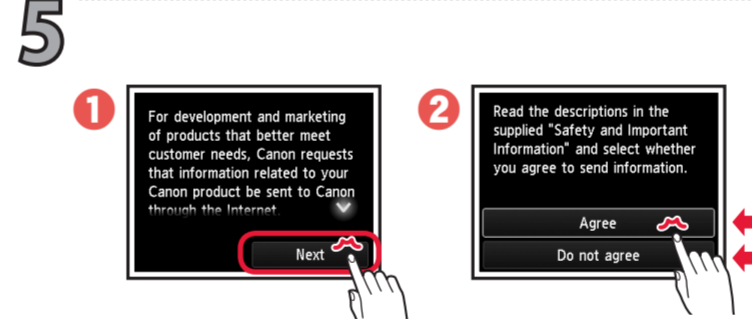 5
1
For development and marketing
of products that better meet
customer needs, Canon requests
that information related to your
Canon product be sent to Canon
through the Internet.
Next
2
Read the descriptions in the
supplied "Safety and Important
Information" and select whether
you agree to send information.
Agree
Do not agree